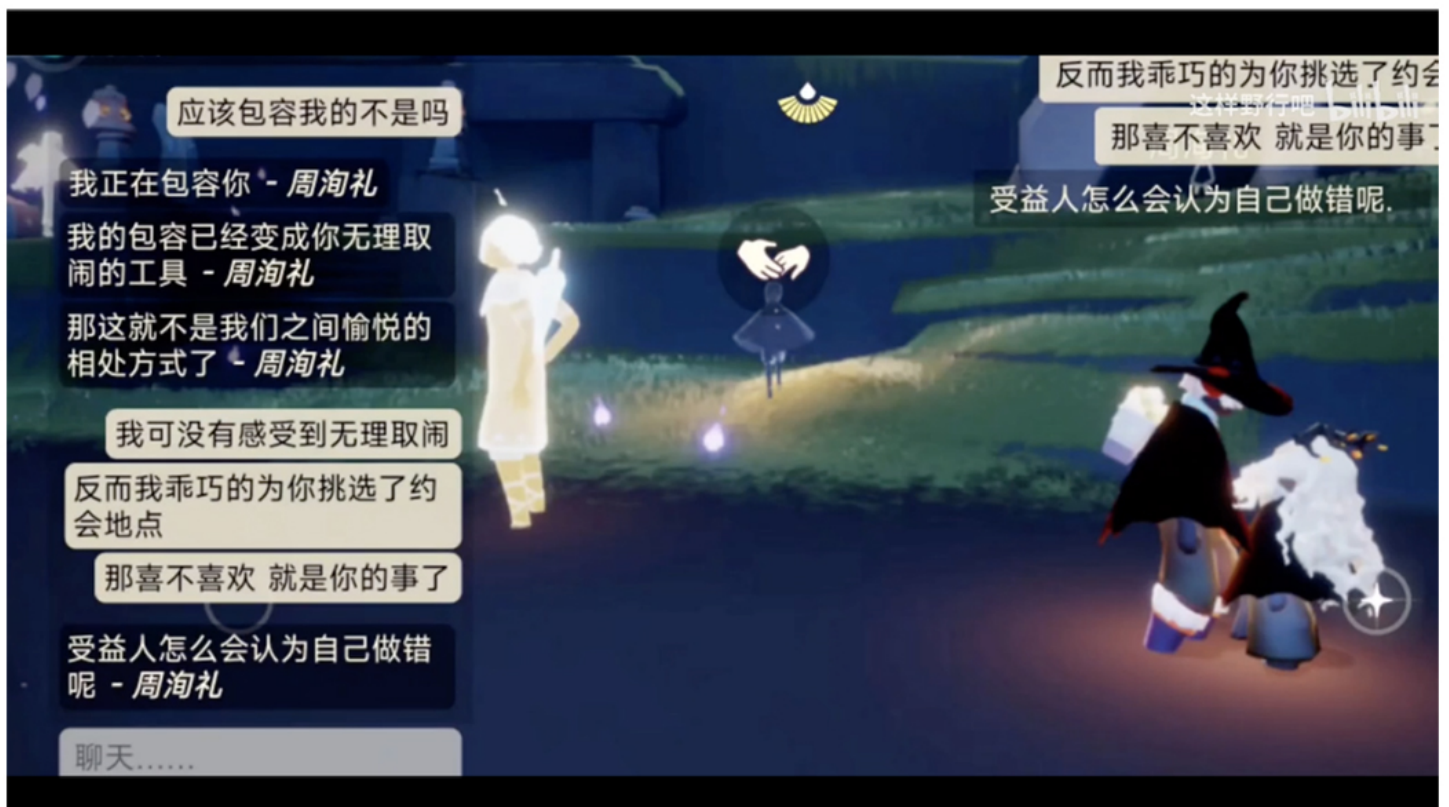 应该包容我的不是吗
我正在包容你 - 周洵礼
我的包容已经变成你无理取
闹的工具 - 周洵礼
那这就不是我们之间愉悦的
相处方式了 - 周洵礼
我可没有感受到无理取闹
反而我乖巧的为你挑选了约
会地点
那喜不喜欢 就是你的事了
受益人怎么会认为自己做错
呢 - 周洵礼
聊天......
反而我乖巧的为你挑选了约会
这样野行吧 bilibili
那喜不喜欢 就是你的事了
受益人怎么会认为自己做错呢.